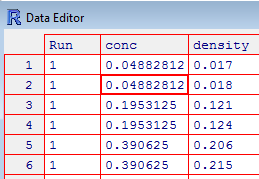 R Data Editor
Run conc density
1 1 0.04882812 0.017
2 1 0.04882812 0.018
3 1 0.1953125 0.121
4 1 0.1953125 0.124
5 1 0.390625 0.206
6 1 0.390625 0.215